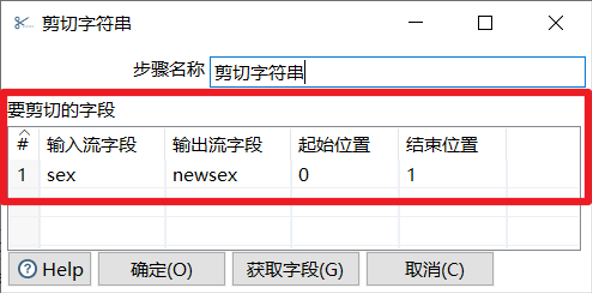 剪切字符串
步骤名称 剪切字符串
要剪切的字段
# 输入流字段 输出流字段 起始位置 结束位置
1 sex newsex 0 1
Help 确定(O) 获取字段(G) 取消(C)